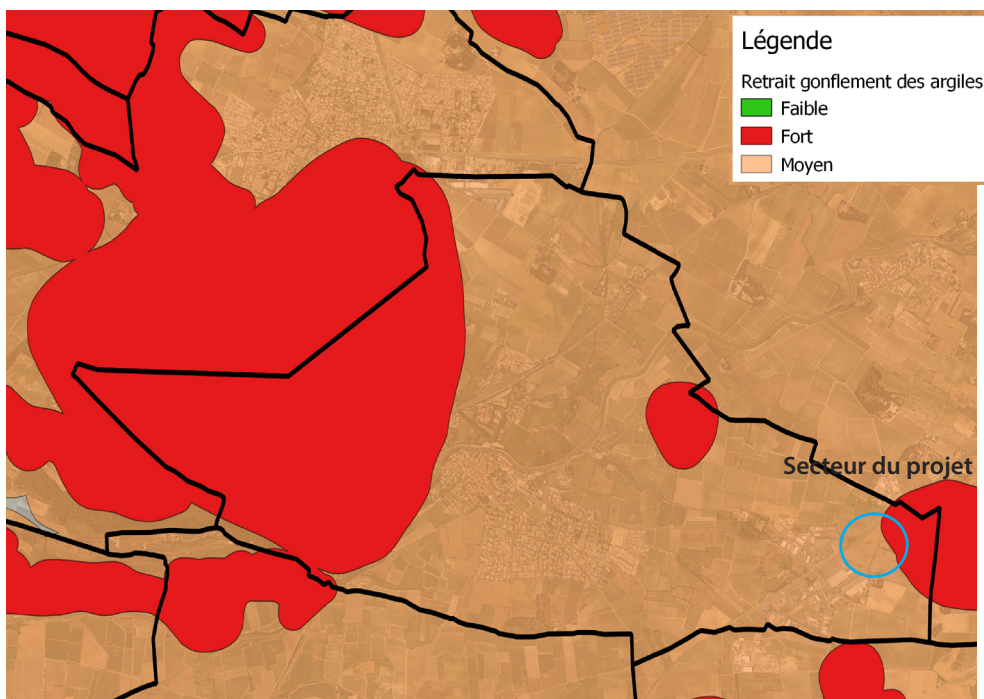 Légende
Retrait gonflement des argiles
Faible
Fort
Moyen
Secteur du projet